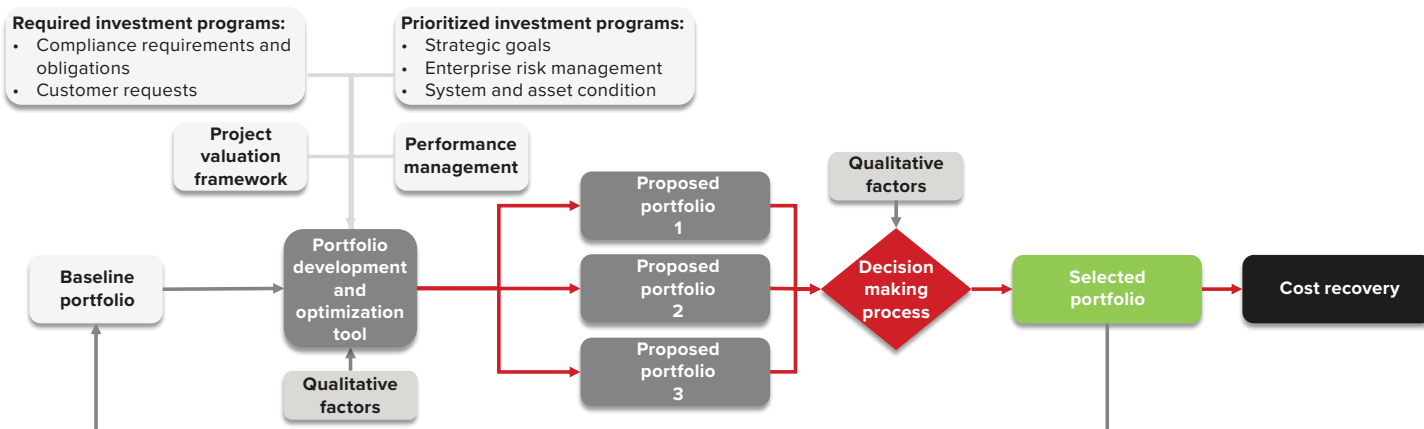 Required investment programs:
• Compliance requirements and
obligations
• Customer requests
Prioritized investment programs:
• Strategic goals
• Enterprise risk management
• System and asset condition
Project
valuation
framework
Performance
management
Baseline
portfolio
Portfolio
development
and
optimization
tool
Qualitative
factors
Proposed
portfolio
1
Proposed
portfolio
2
Proposed
portfolio
3
Qualitative
factors
Decision
making
process
Selected
portfolio
Cost recovery